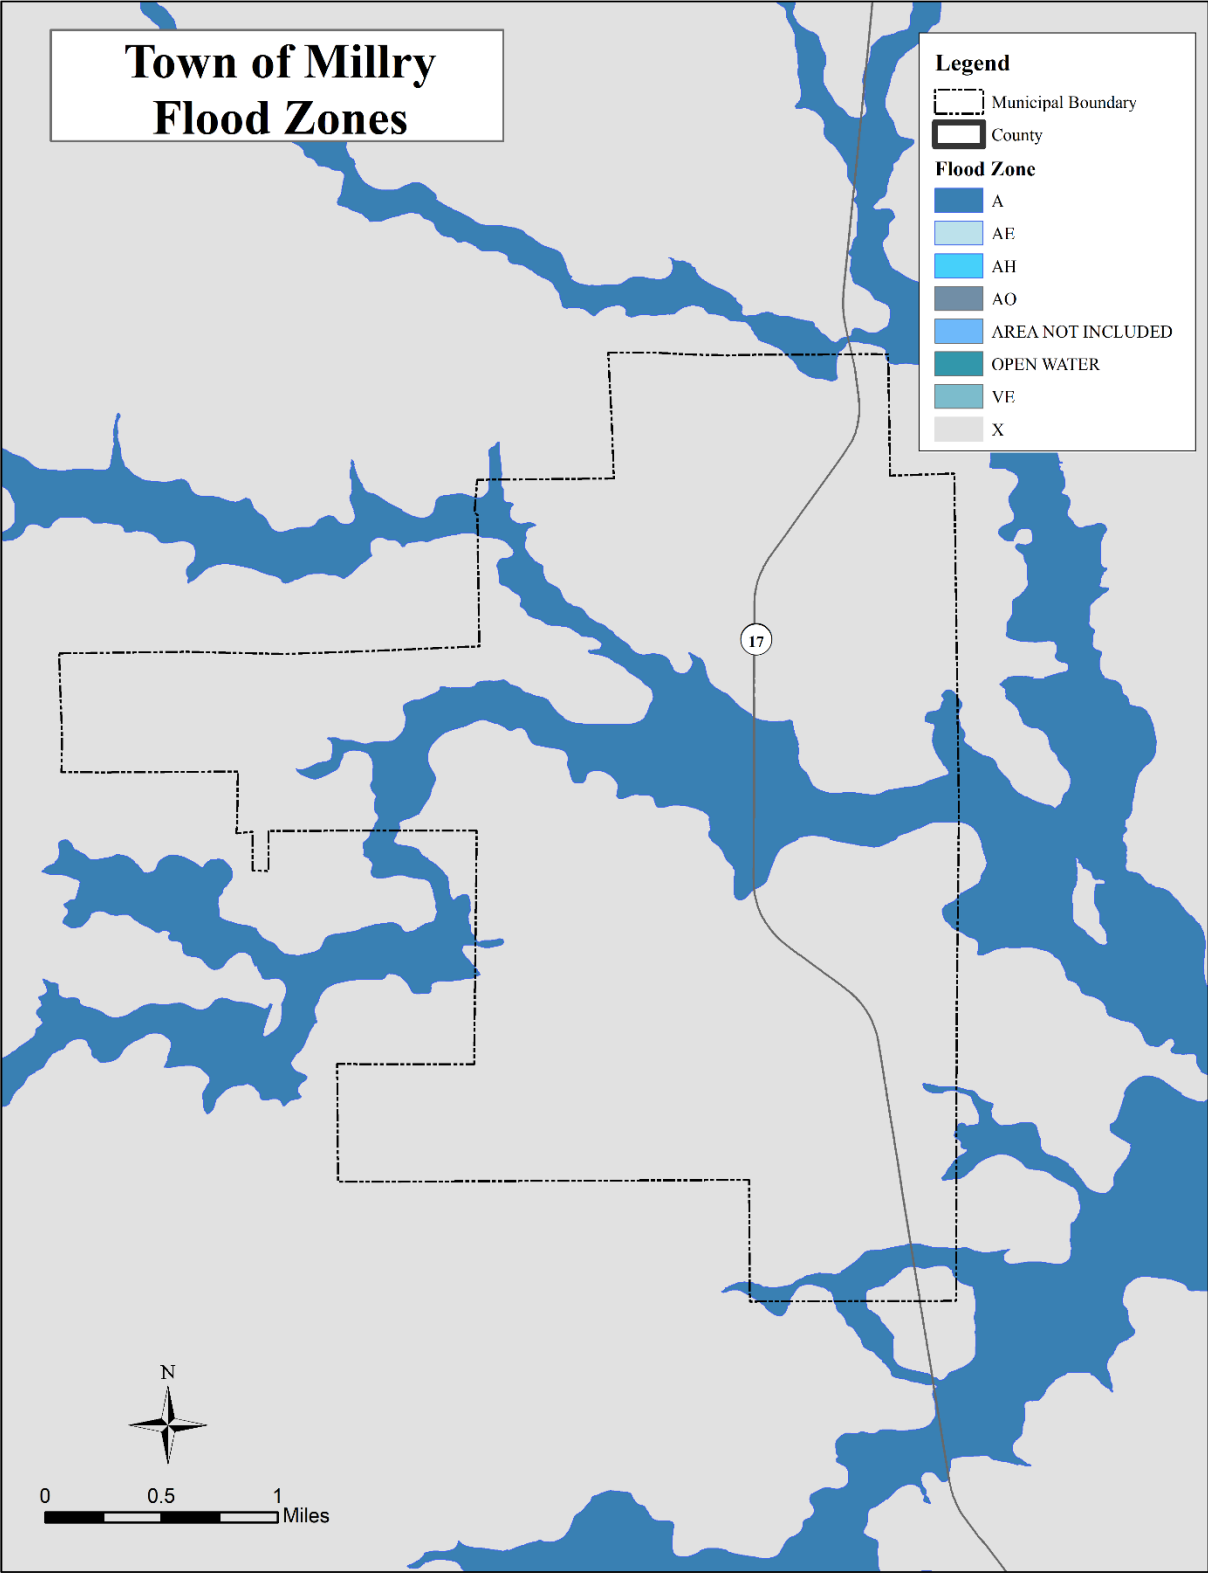 Town of Millry
Flood Zones
Legend
Municipal Boundary
County
Flood Zone
A
AE
AH
AO
AREA NOT INCLUDED
OPEN WATER
VE
X
17
N
0 0.5 1
Miles